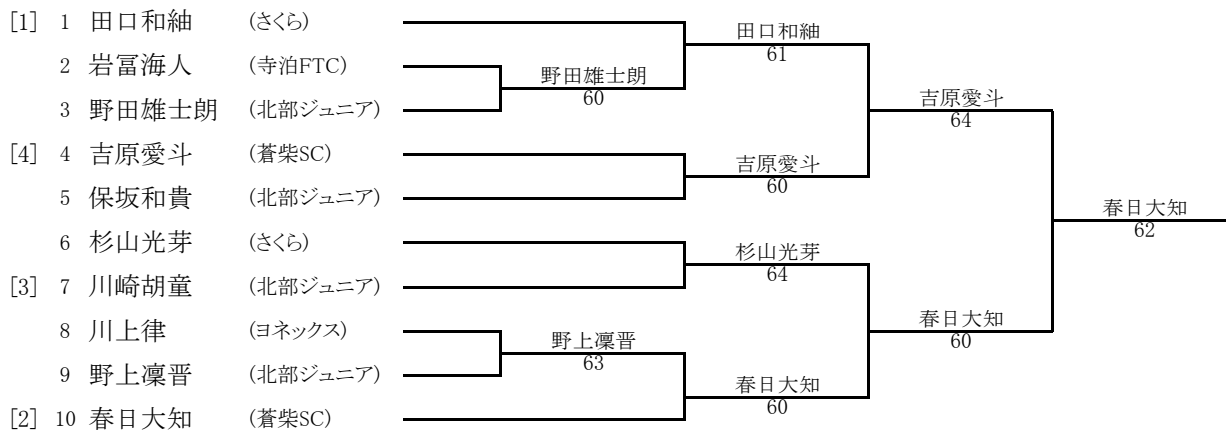 [1] 1 田口和紬 (さくら)
2 岩冨海人 (寺泊FTC)
3 野田雄士朗 (北部ジュニア)
[4] 4 吉原愛斗 (蒼柴SC)
5 保坂和貴 (北部ジュニア)
6 杉山光芽 (さくら)
[3] 7 川崎胡童 (北部ジュニア)
8 川上律 (ヨネックス)
9 野上凜晋 (北部ジュニア)
[2] 10 春日大知 (蒼柴SC)
野田雄士朗
60
野上凜晋
63
田口和紬
61
吉原愛斗
60
杉山光芽
64
春日大知
60
吉原愛斗
64
春日大知
60
春日大知
62